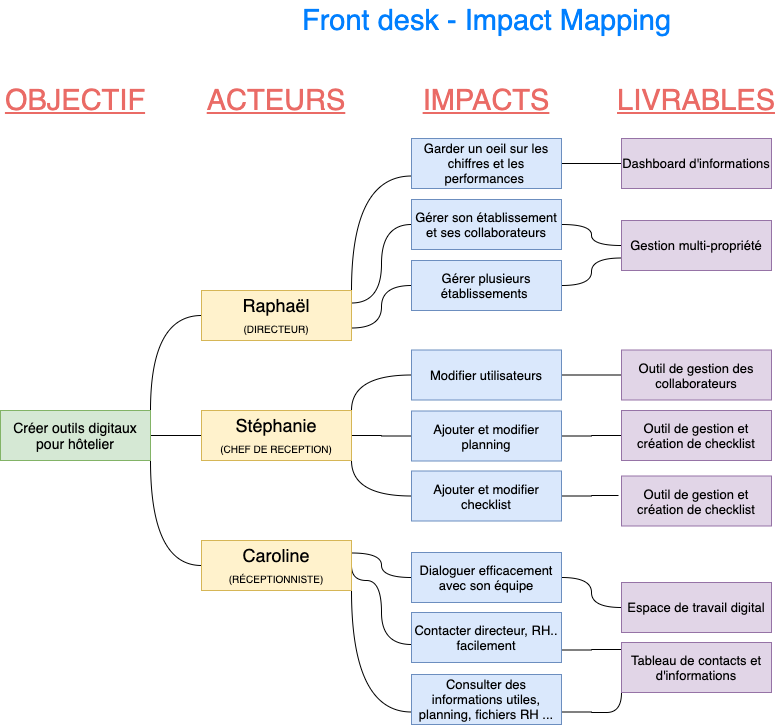 Front desk - Impact Mapping
OBJECTIF
ACTEURS
IMPACTS
LIVRABLES
Créer outils digitaux
pour hôtelier
Raphaël
(DIRECTEUR)
Garder un oeil sur les
chiffres et les
performances
Dashboard d'informations
Gérer son établissement
et ses collaborateurs
Gérer plusieurs
établissements
Gestion multi-propriété
Stéphanie
(CHEF DE RECEPTION)
Modifier utilisateurs
Outil de gestion des
collaborateurs
Ajouter et modifier
planning
Outil de gestion et
création de checklist
Ajouter et modifier
checklist
Outil de gestion et
création de checklist
Caroline
(RÉCEPTIONNISTE)
Dialoguer efficacement
avec son équipe
Espace de travail digital
Contacter directeur, RH..
facilement
Consulter des
informations utiles,
planning, fichiers RH ...
Tableau de contacts et
d'informations